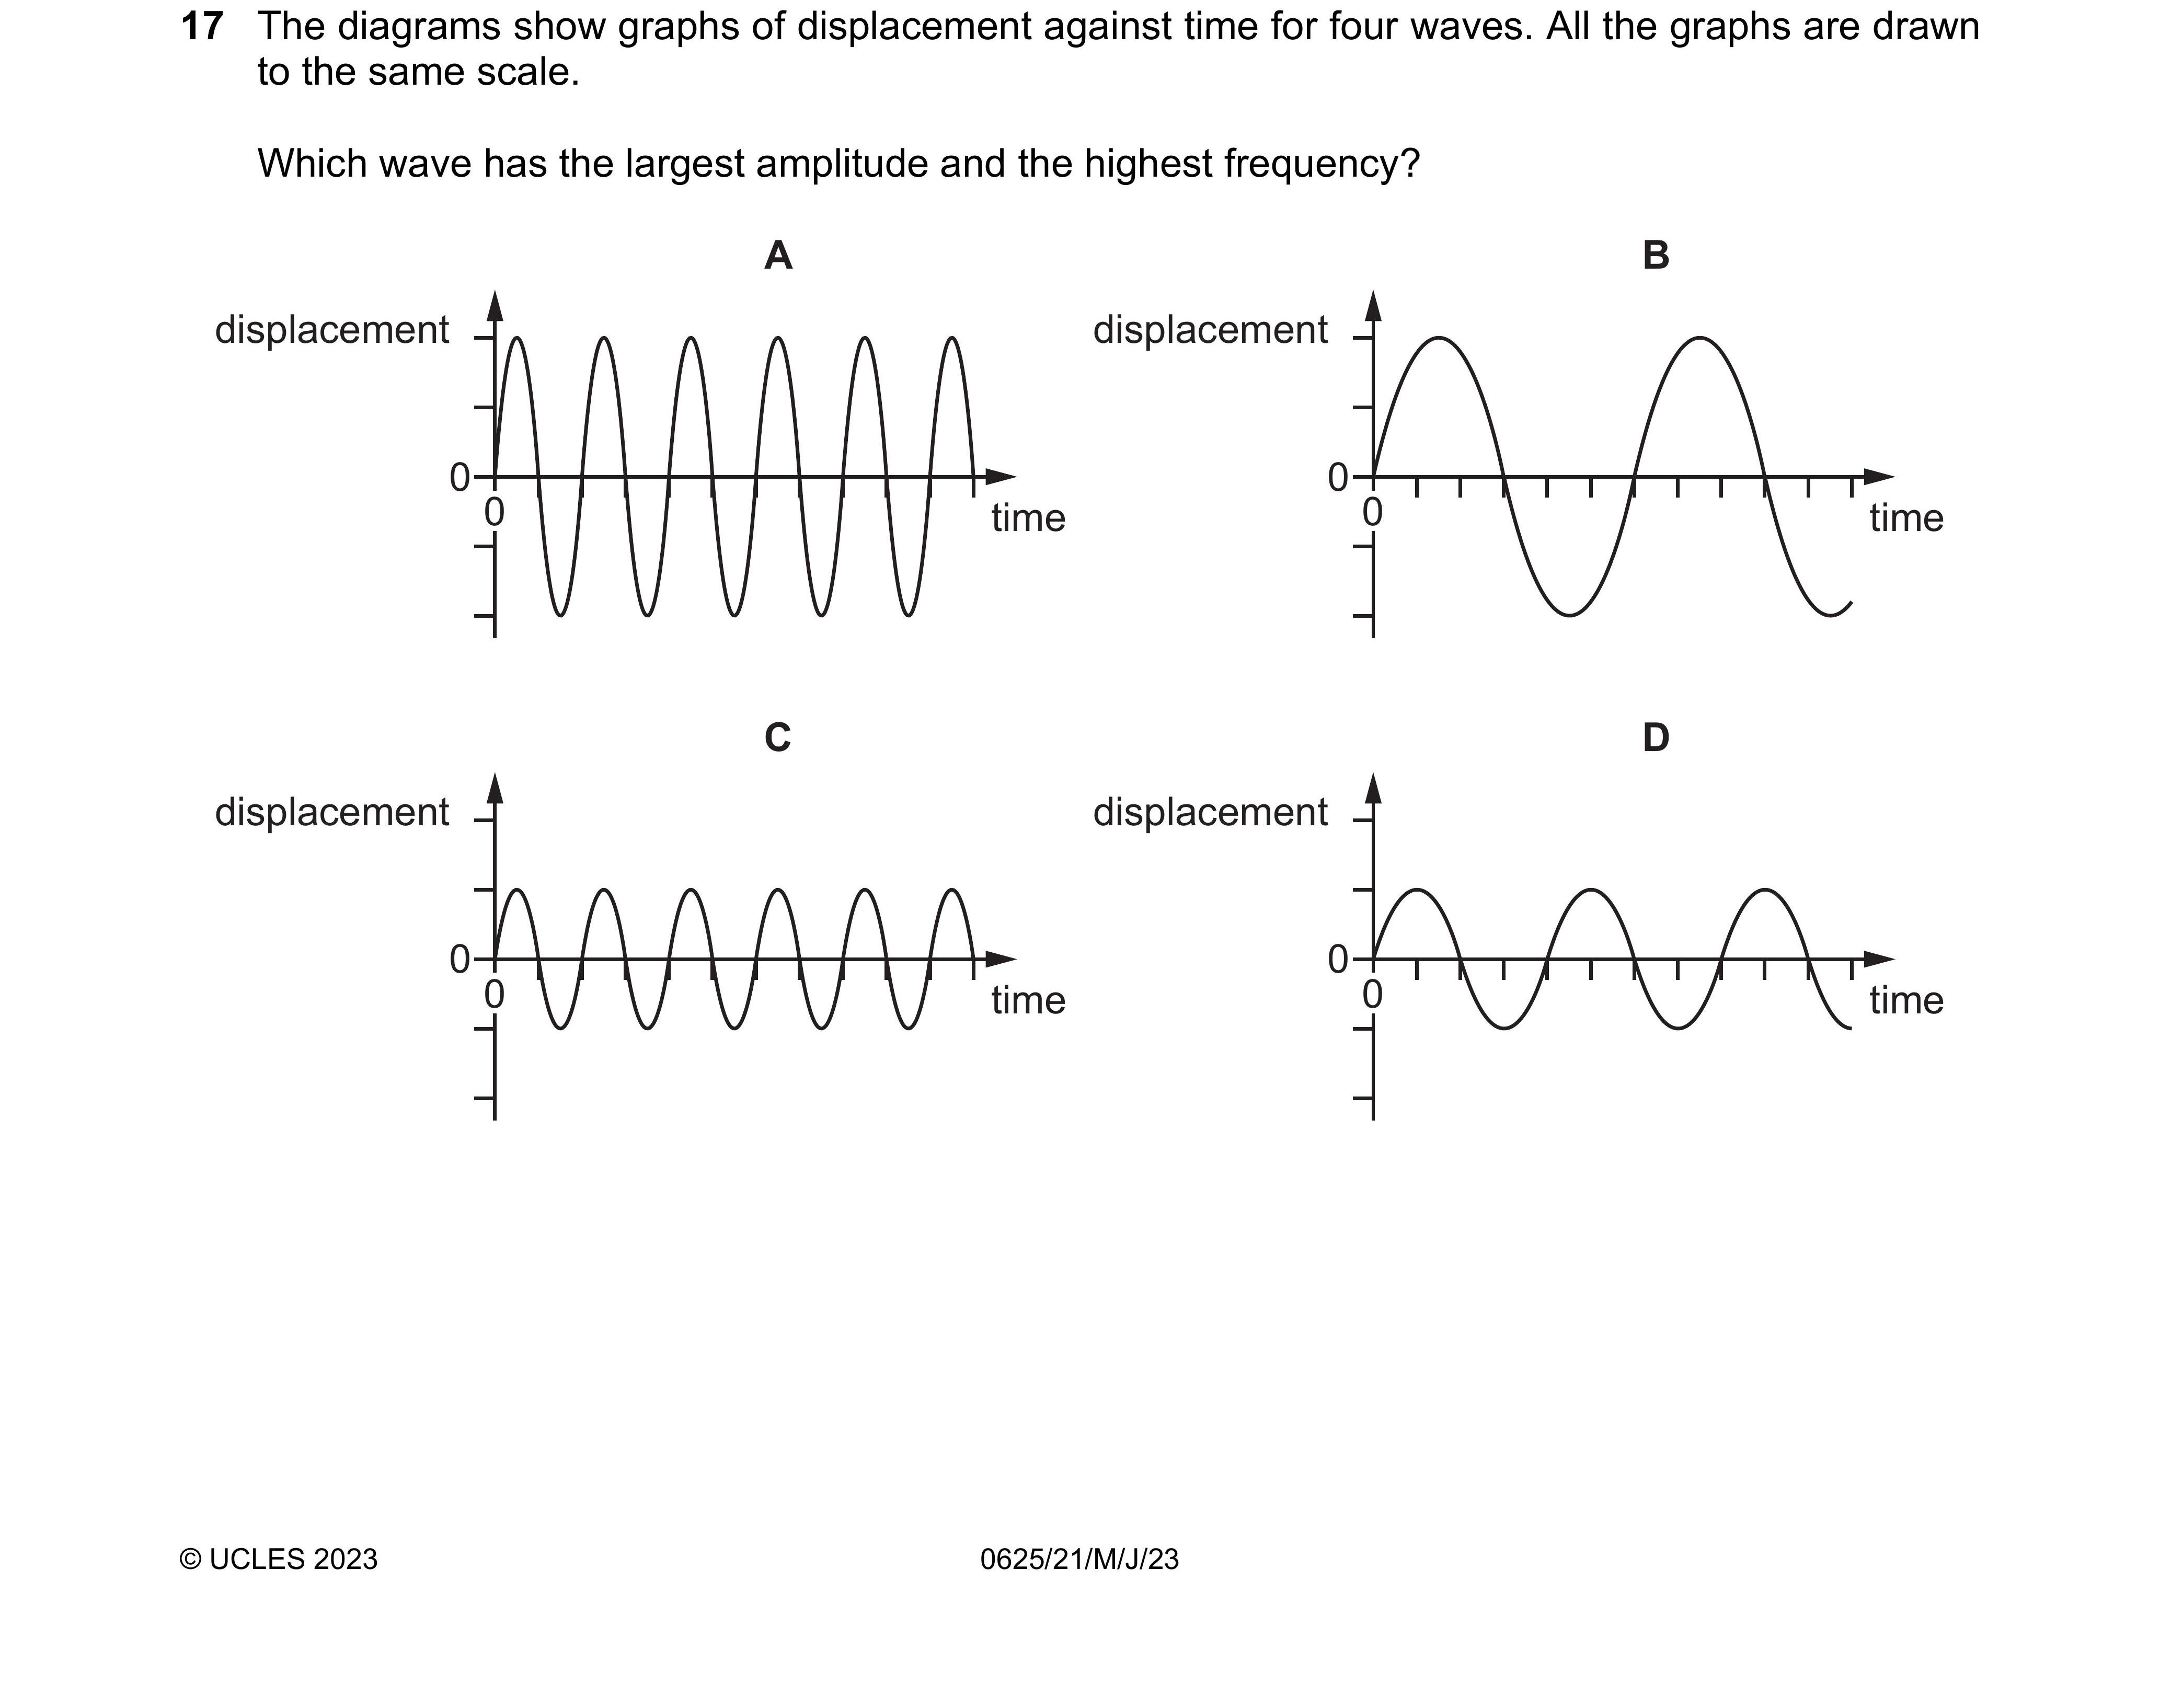 17 The diagrams show graphs of displacement against time for four waves. All the graphs are drawn
to the same scale.
Which wave has the largest amplitude and the highest frequency?
A
displacement
0
0
time
B
displacement
0
0
time
C
displacement
0
0
time
D
displacement
0
0
time
© UCLES 2023
0625/21/M/J/23